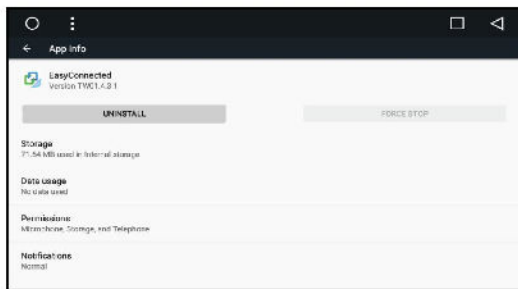 App Info
EasyConnected
Version TW01.4.3.1
UNINSTALL
FORCE STOP
Storage
71.54 MB used in Internal storage
Data usage
No data used
Permissions
Microphone, Storage, and Telephone
Notifications
Normal